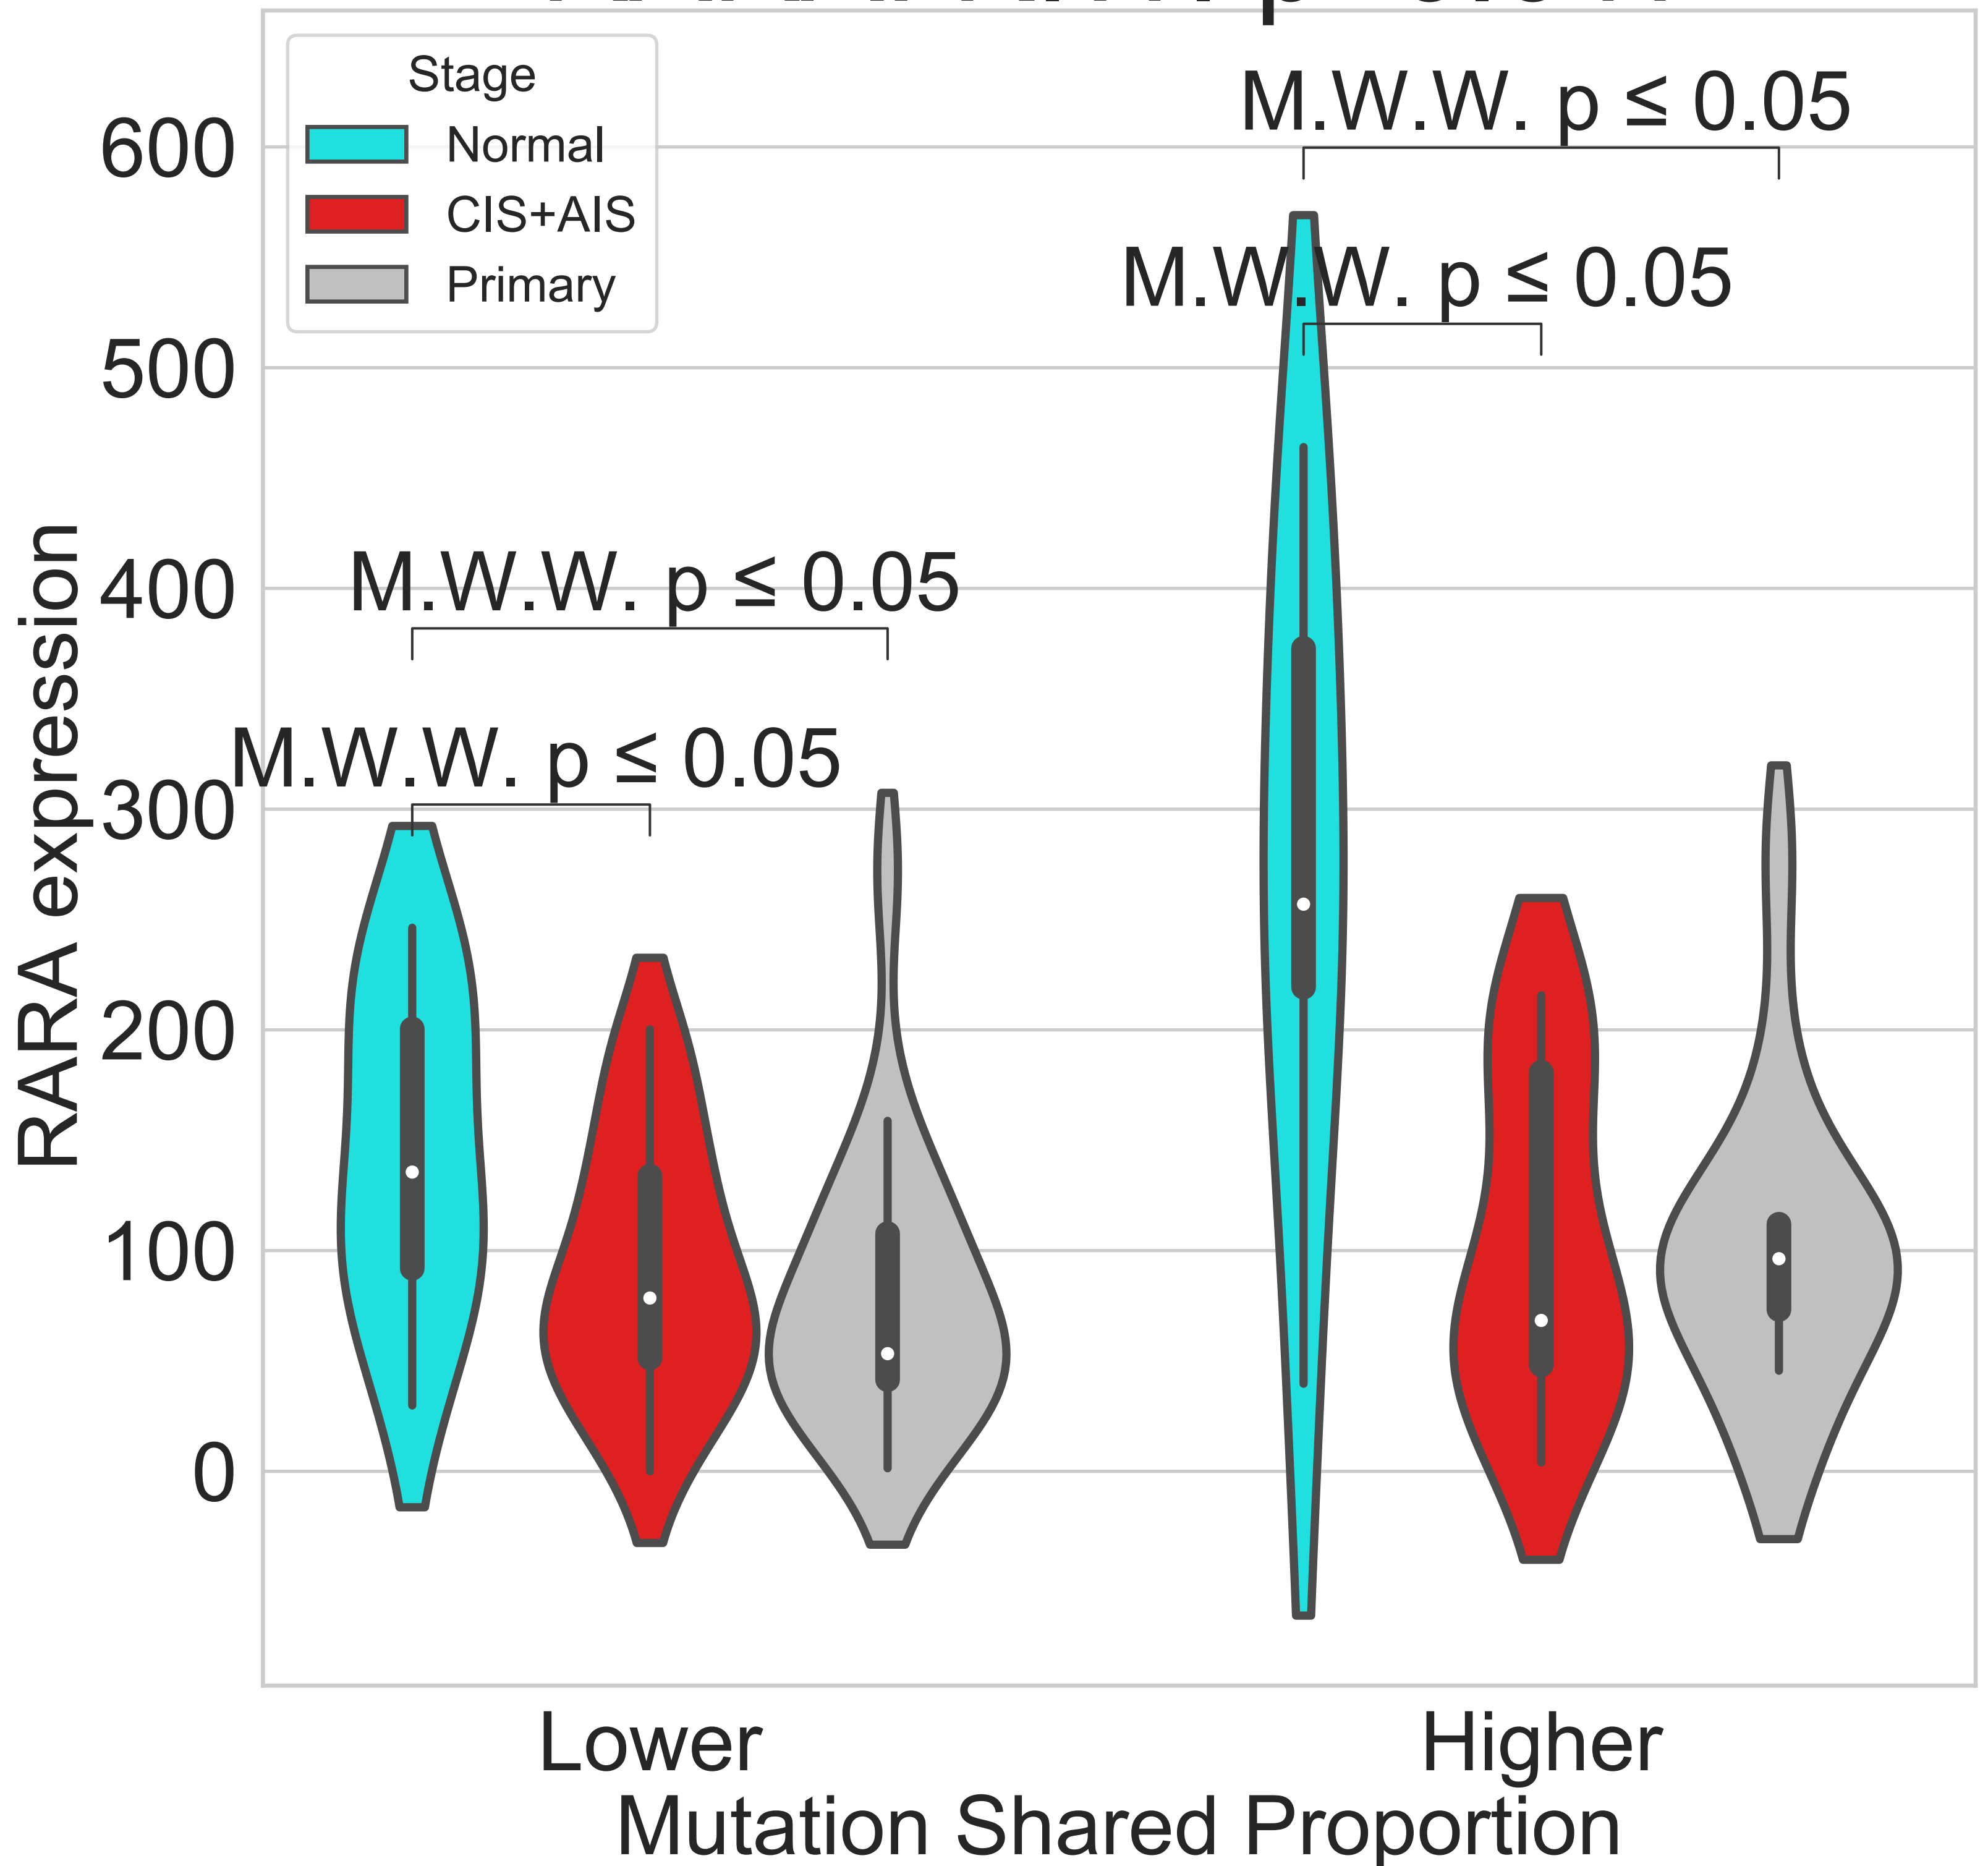 Stage
Normal
CIS+AIS
Primary
M.W.W. p ≤ 0.05
M.W.W. p ≤ 0.05
M.W.W. p ≤ 0.05
M.W.W. p ≤ 0.05
600
500
400
300
200
100
0
RARA expression
Lower
Higher
Mutation Shared Proportion